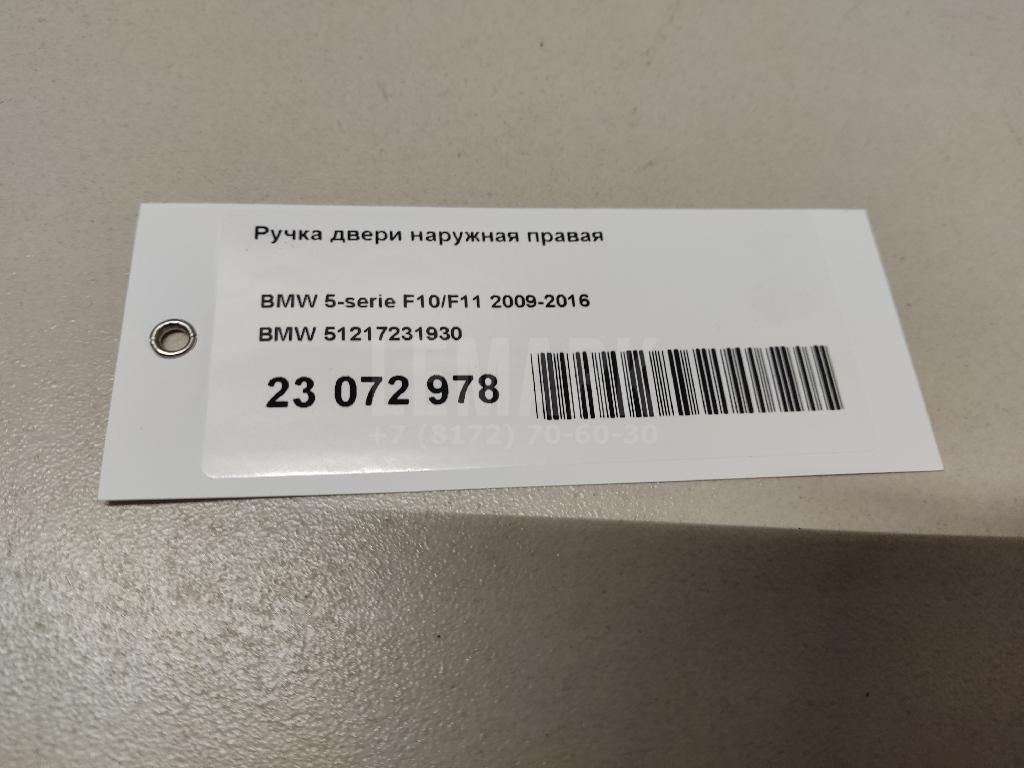 Ручка двери наружная правая
BMW 5-serie F10/F11 2009-2016
BMW 51217231930
23 072 978
LEMARK
+7 (8172) 70-60-30